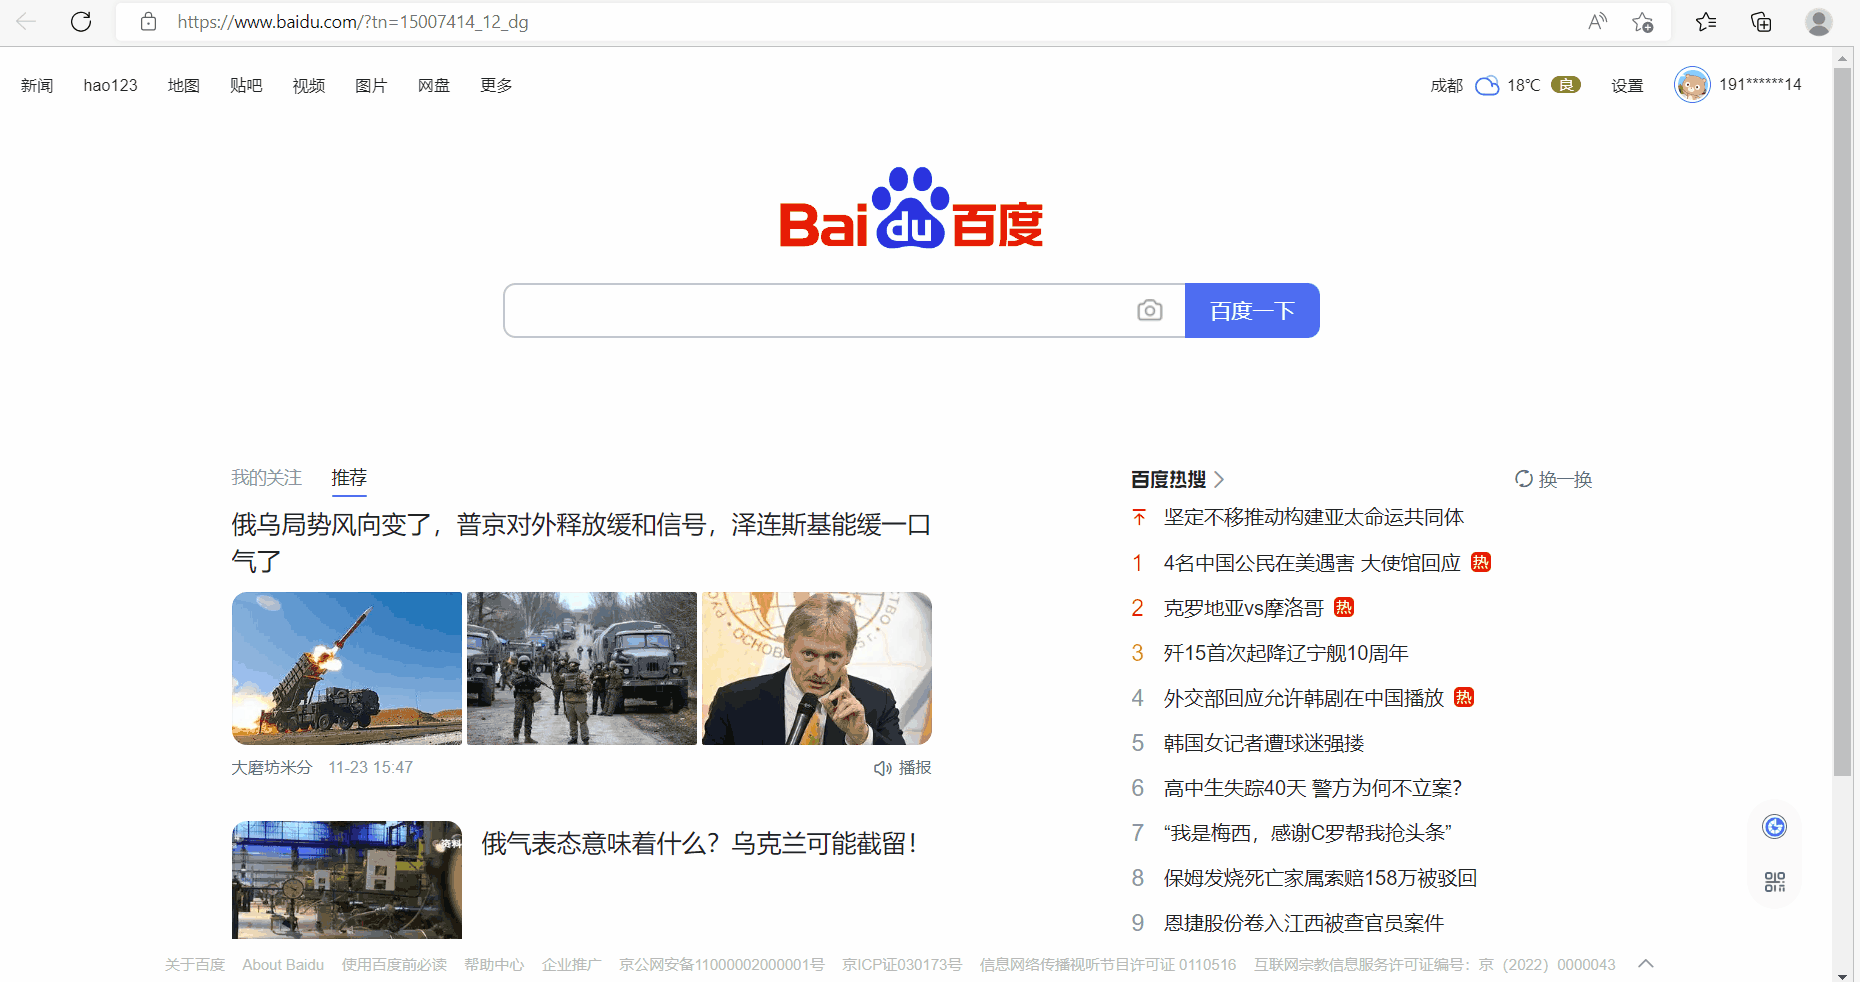 https://www.baidu.com/?tn=15007414_12_dg
新闻 hao123 地图 贴吧 视频 图片 网盘 更多
成都 18℃ 良 设置 191******14
Bai du 百度
百度一下
我的关注 推荐
俄乌局势风向变了，普京对外释放缓和信号，泽连斯基能缓一口
气了
大磨坊米分 11-23 15:47 播报
资料
俄气表态意味着什么？乌克兰可能截留！
百度热搜 换一换
坚定不移推动构建亚太命运共同体
1 4名中国公民在美遇害 大使馆回应 热
2 克罗地亚vs摩洛哥 热
3 歼15首次起降辽宁舰10周年
4 外交部回应允许韩剧在中国播放 热
5 韩国女记者遭球迷强搂
6 高中生失踪40天 警方为何不立案?
7 “我是梅西，感谢C罗帮我抢头条”
8 保姆发烧死亡家属索赔158万被驳回
9 恩捷股份卷入江西被查官员案件
关于百度 About Baidu 使用百度前必读 帮助中心 企业推广 京公网安备11000002000001号 京ICP证030173号 信息网络传播视听节目许可证 0110516 互联网宗教信息服务许可证编号：京（2022）0000043